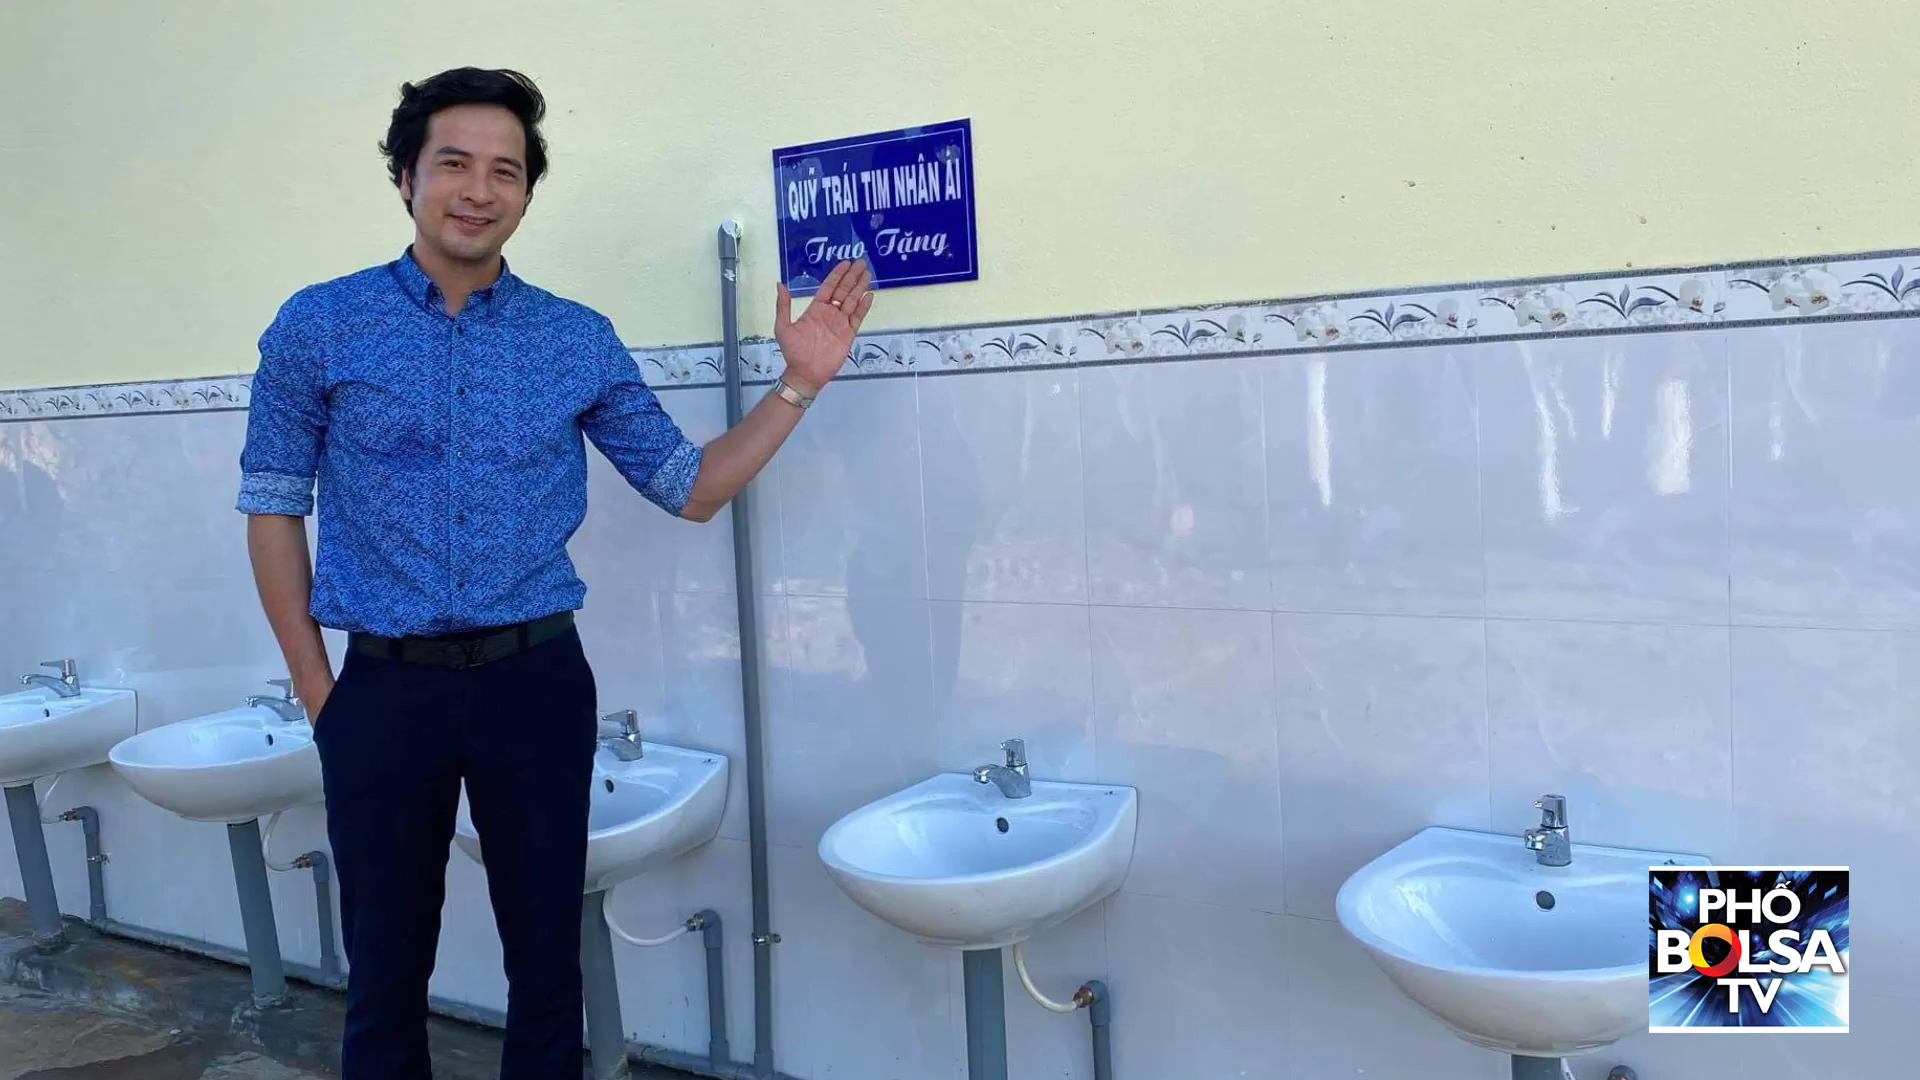 QUỸ TRÁI TIM NHÂN ÁI
Trao Tặng
PHỐ
BOLSA
TV